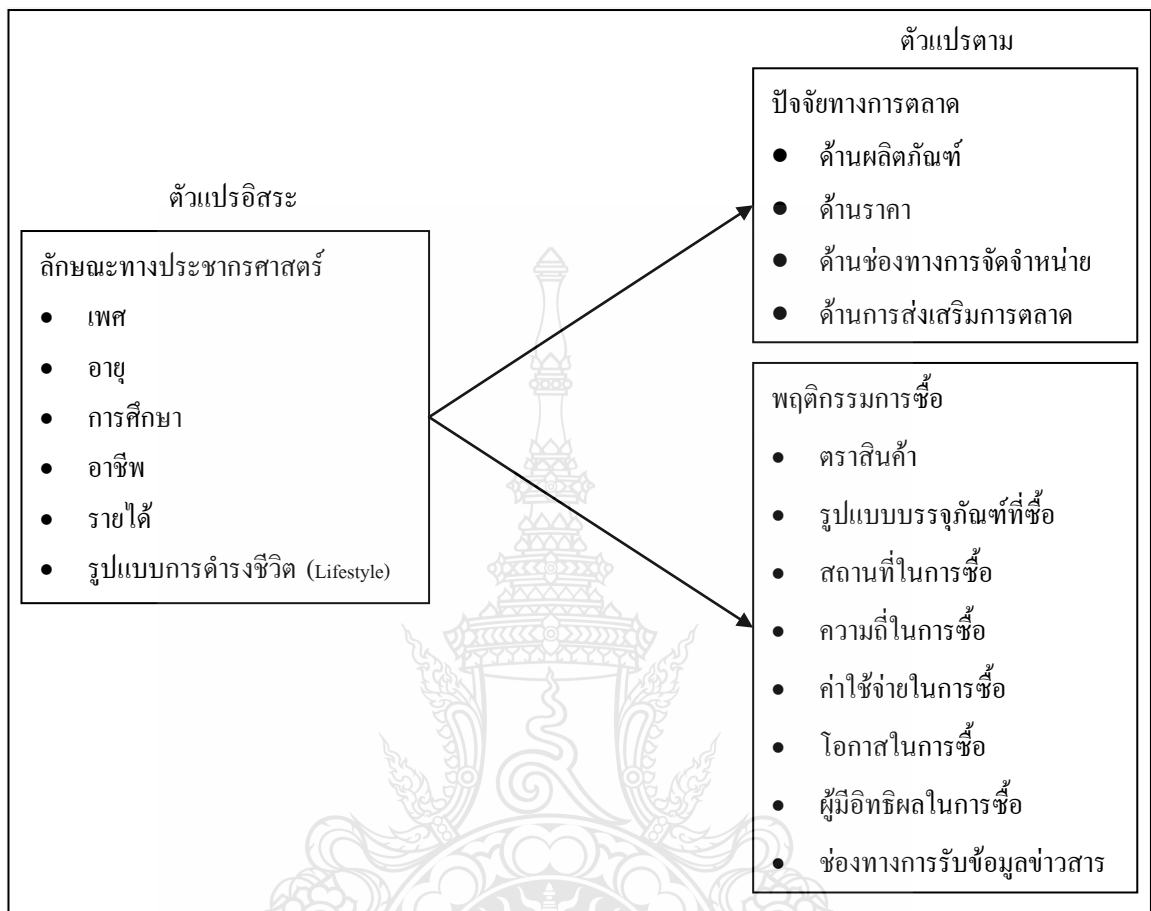 ตัวแปรอิสระ
ลักษณะทางประชากรศาสตร์
● เพศ
● อายุ
● การศึกษา
● อาชีพ
● รายได้
● รูปแบบการดำรงชีวิต (Lifestyle)
ตัวแปรตาม
ปัจจัยทางการตลาด
● ด้านผลิตภัณฑ์
● ด้านราคา
● ด้านช่องทางการจัดจำหน่าย
● ด้านการส่งเสริมการตลาด
พฤติกรรมการซื้อ
● ตราสินค้า
● รูปแบบบรรจุภัณฑ์ที่ซื้อ
● สถานที่ในการซื้อ
● ความถี่ในการซื้อ
● ค่าใช้จ่ายในการซื้อ
● โอกาสในการซื้อ
● ผู้มีอิทธิผลในการซื้อ
● ช่องทางการรับข้อมูลข่าวสาร